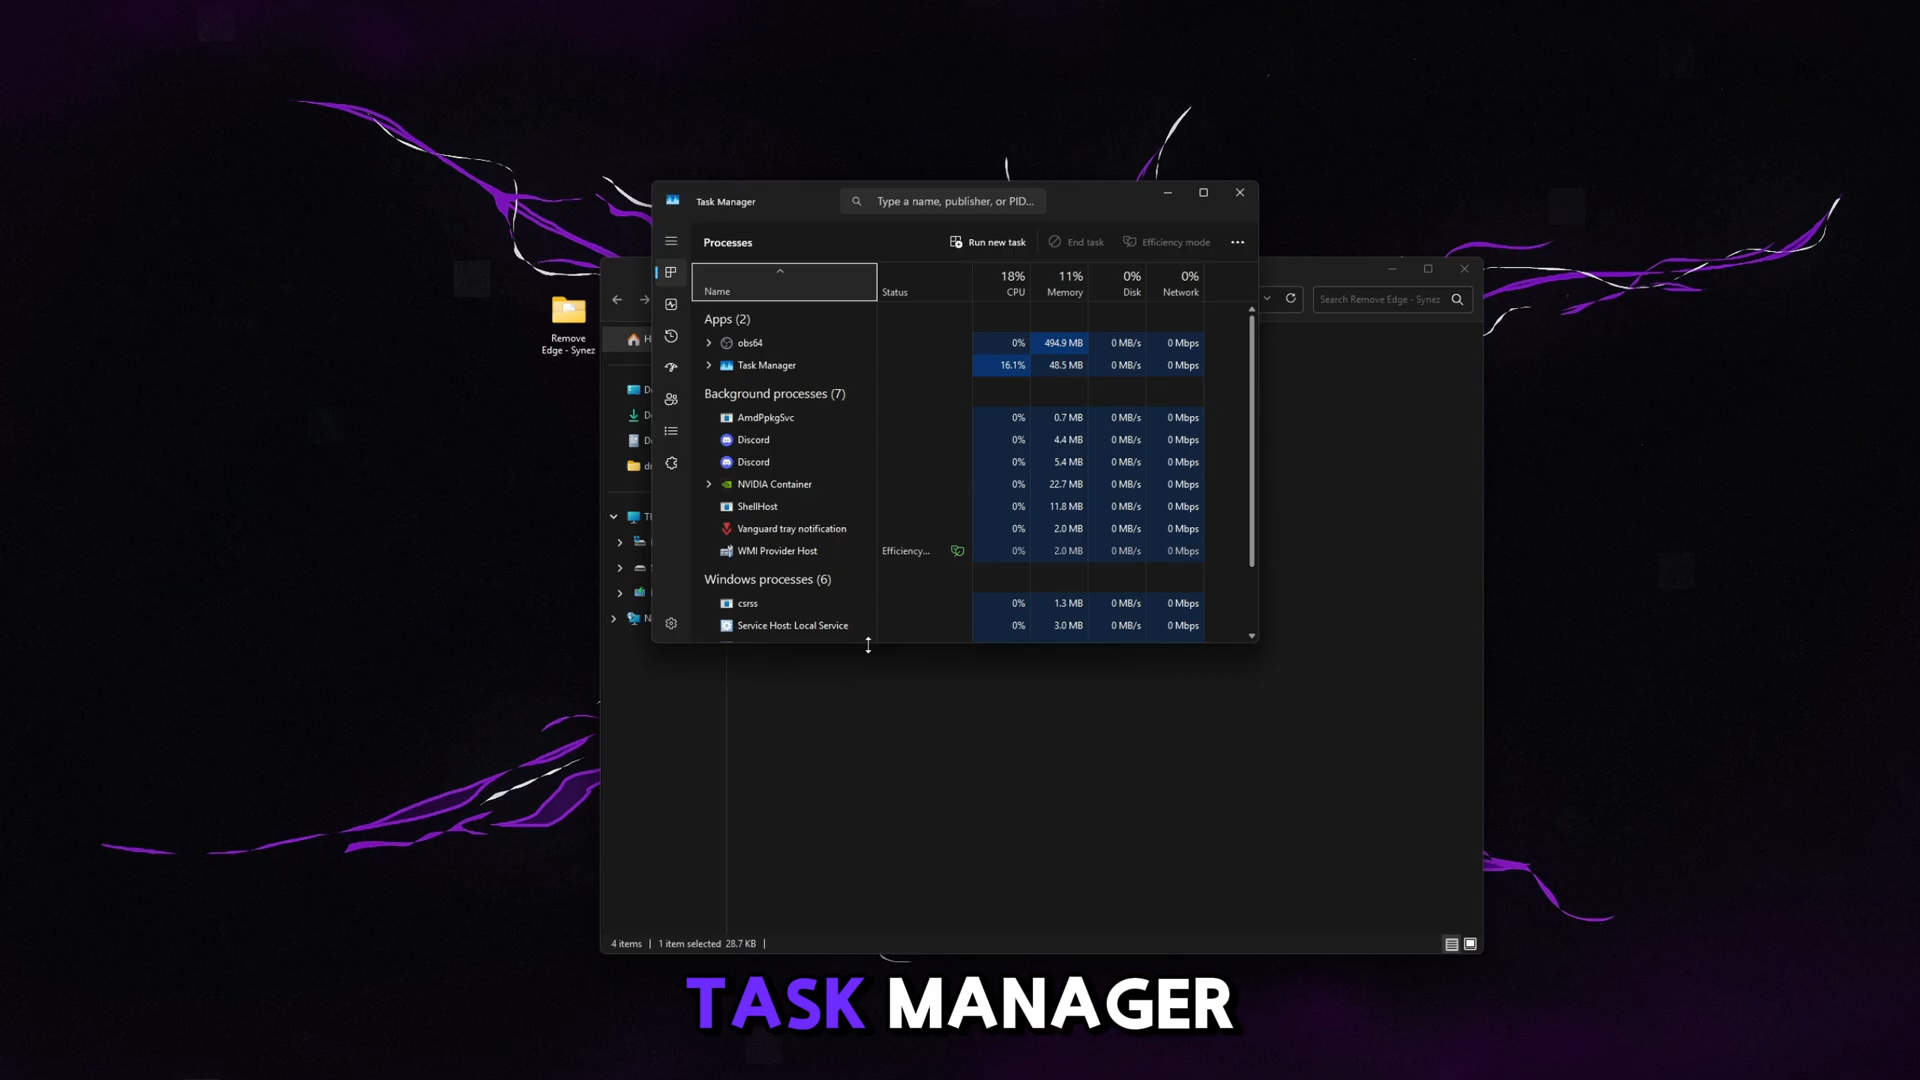 Task Manager
Type a name, publisher, or PID...
Processes
Run new task
End task
Efficiency mode
Name
Status
18%
CPU
11%
Memory
0%
Disk
0%
Network
Apps (2)
obs64 0% 494.9 MB 0 MB/s 0 Mbps
Task Manager 16.1% 48.5 MB 0 MB/s 0 Mbps
Background processes (7)
AmdPpkgSvc 0% 0.7 MB 0 MB/s 0 Mbps
Discord 0% 4.4 MB 0 MB/s 0 Mbps
Discord 0% 5.4 MB 0 MB/s 0 Mbps
NVIDIA Container 0% 22.7 MB 0 MB/s 0 Mbps
ShellHost 0% 11.8 MB 0 MB/s 0 Mbps
Vanguard tray notification 0% 2.0 MB 0 MB/s 0 Mbps
WMI Provider Host Efficiency... 0% 2.0 MB 0 MB/s 0 Mbps
Windows processes (6)
csrss 0% 1.3 MB 0 MB/s 0 Mbps
Service Host: Local Service 0% 3.0 MB 0 MB/s 0 Mbps
Remove
Edge - Synez
Search Remove Edge - Synez
4 items
1 item selected 28.7 KB
TASK MANAGER